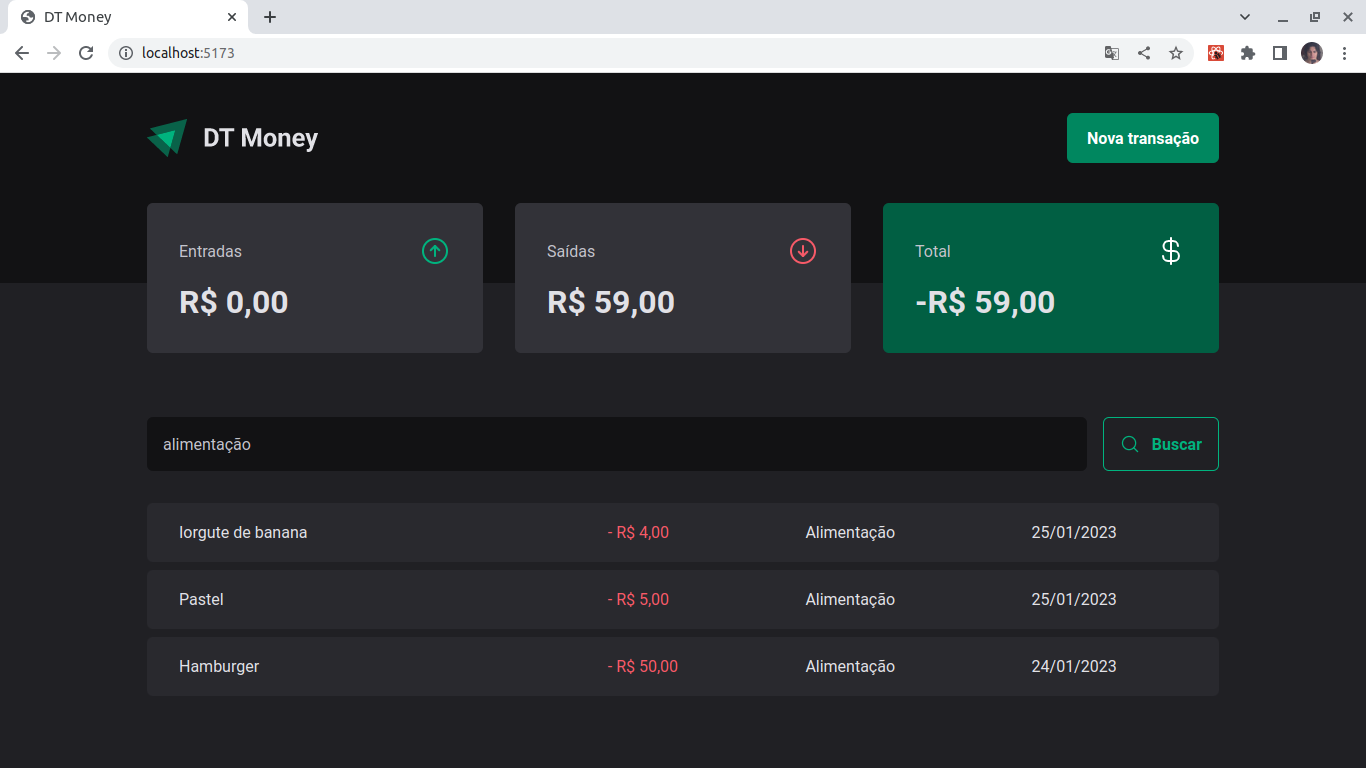 DT Money
localhost:5173
DT Money
Nova transação
Entradas
R$ 0,00
Saídas
R$ 59,00
Total
-R$ 59,00
alimentação
Buscar
Iorgute de banana - R$ 4,00 Alimentação 25/01/2023
Pastel - R$ 5,00 Alimentação 25/01/2023
Hamburger - R$ 50,00 Alimentação 24/01/2023